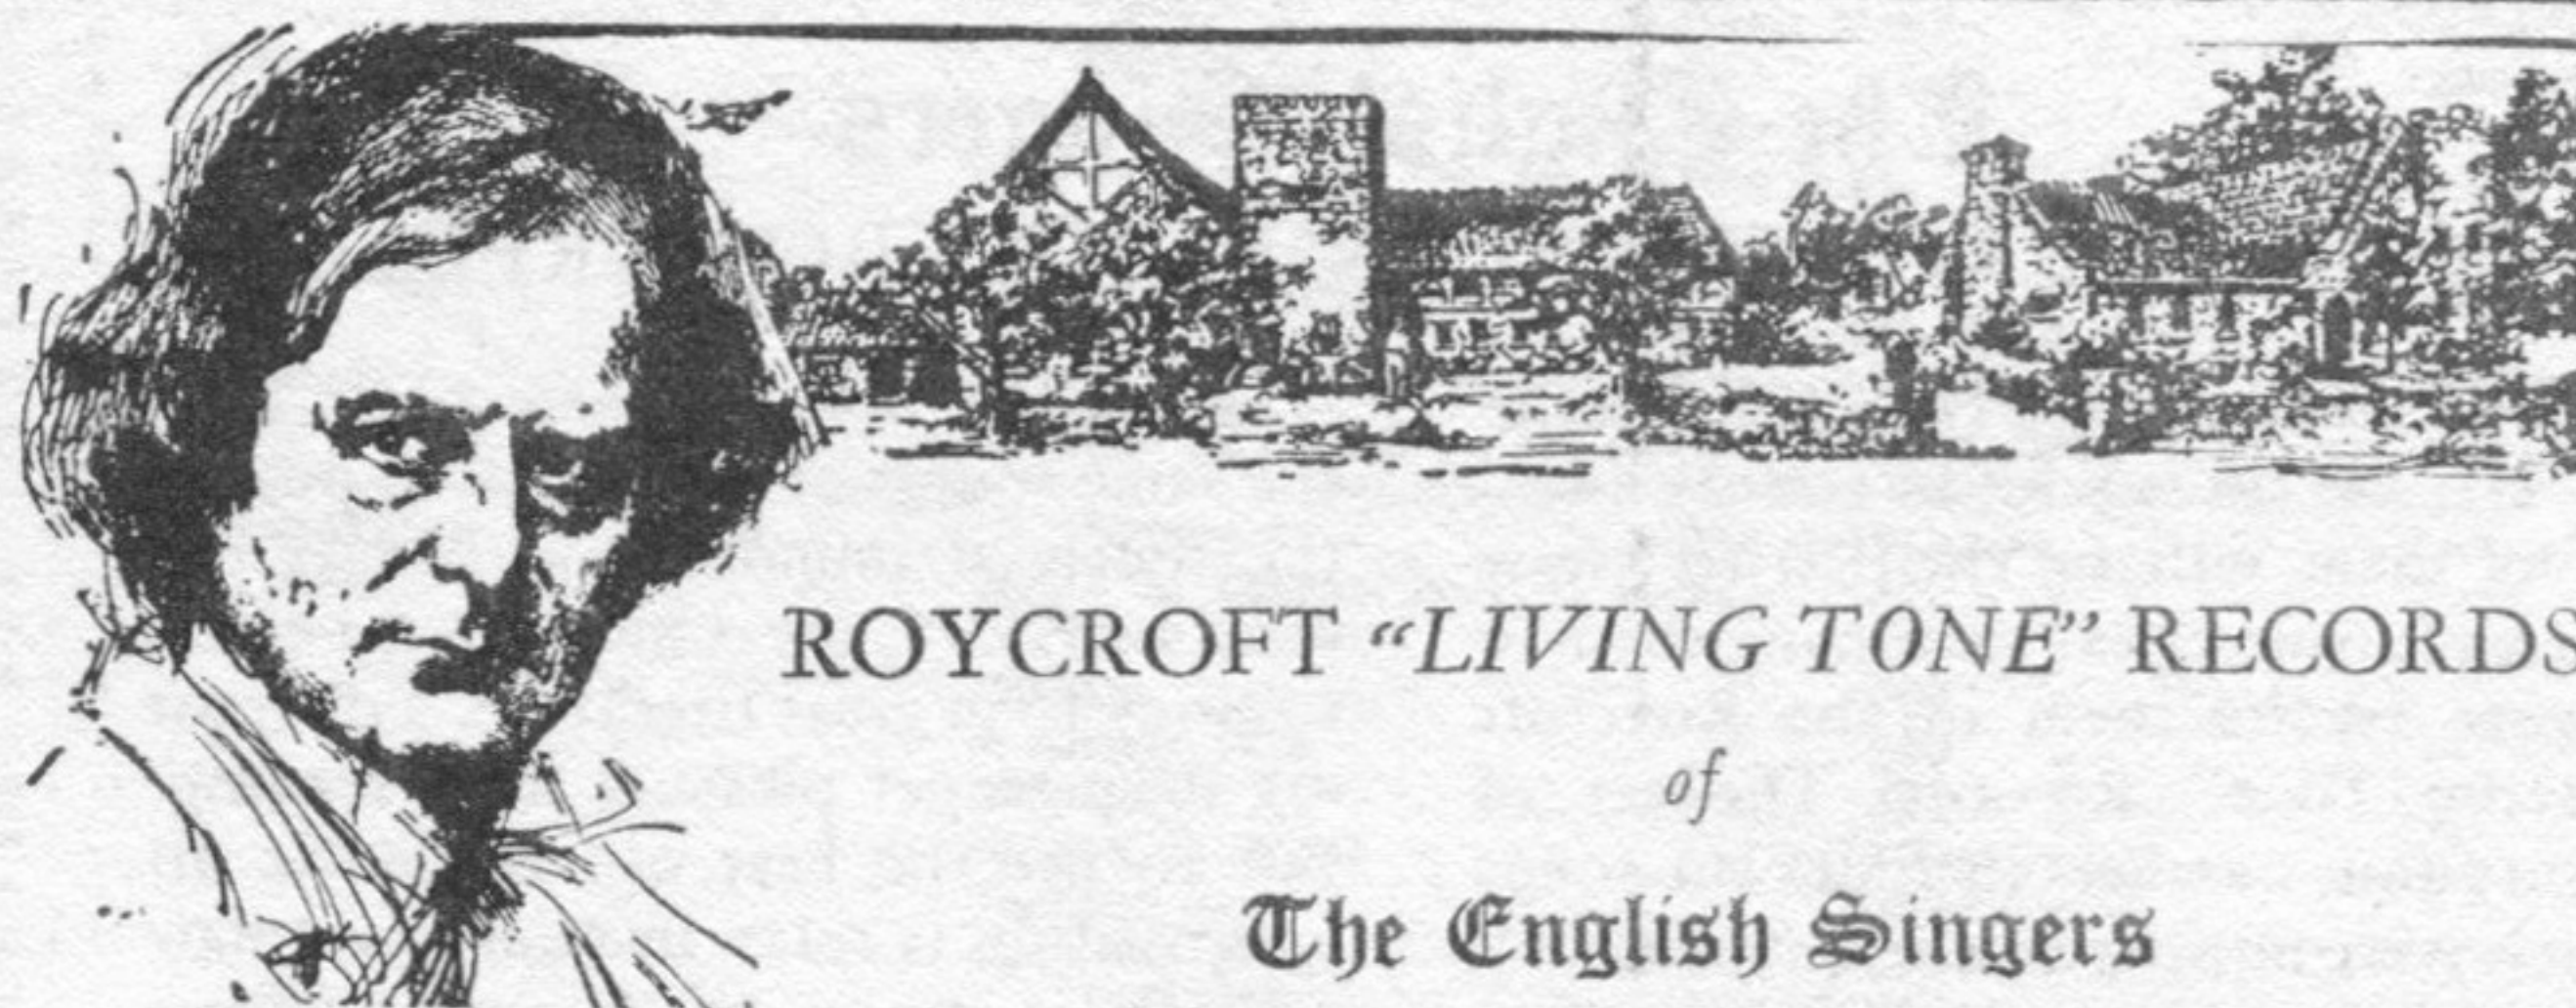 ROYCROFT “LIVING TONE” RECORDS
of
The English Singers